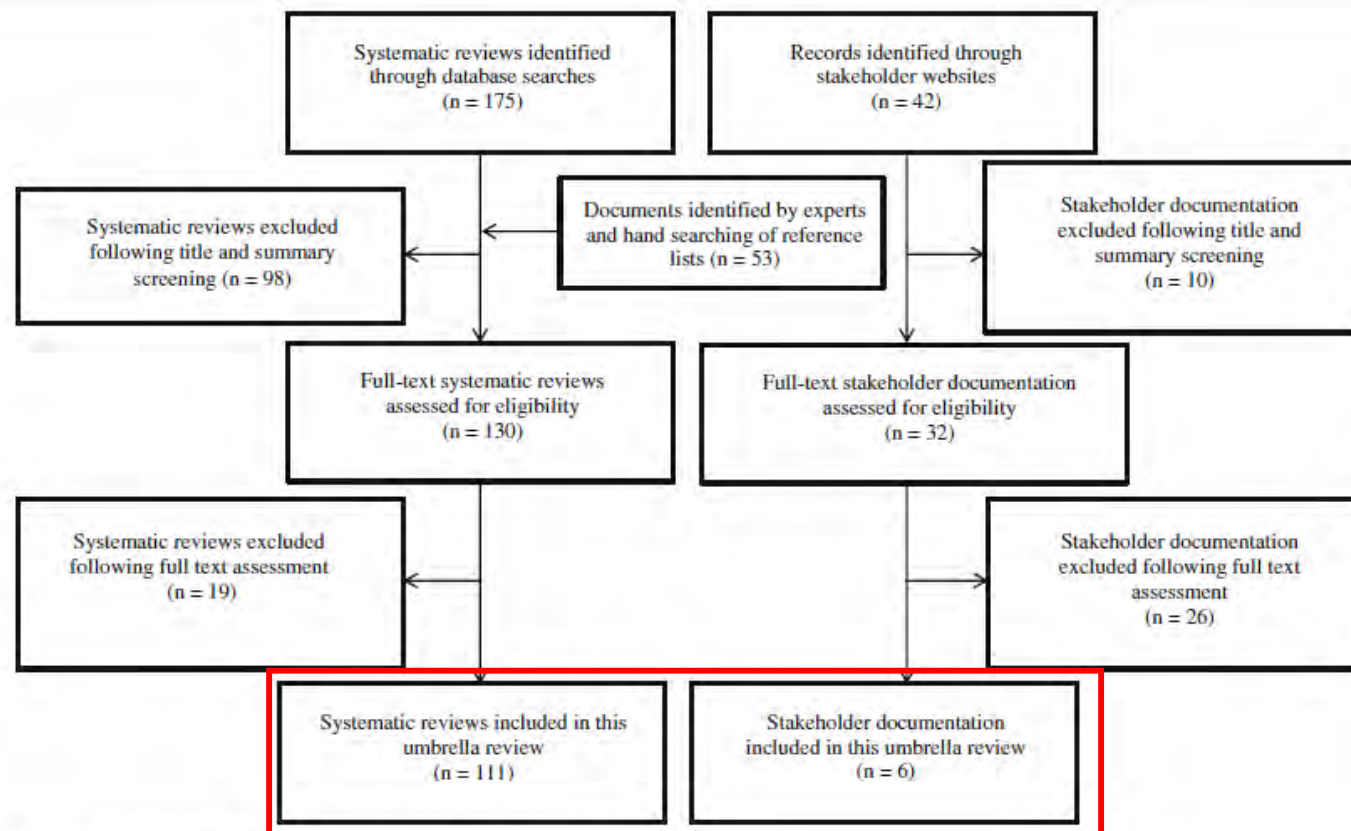 Systematic reviews identified
through database searches
(n = 175)
Records identified through
stakeholder websites
(n = 42)
Documents identified by experts
and hand searching of reference
lists (n = 53)
Systematic reviews excluded
following title and summary
screening (n = 98)
Stakeholder documentation
excluded following title and
summary screening
(n = 10)
Full-text systematic reviews
assessed for eligibility
(n = 130)
Full-text stakeholder documentation
assessed for eligibility
(n = 32)
Systematic reviews excluded
following full text assessment
(n = 19)
Stakeholder documentation
excluded following full text
assessment
(n = 26)
Systematic reviews included in this
umbrella review
(n = 111)
Stakeholder documentation
included in this umbrella review
(n = 6)